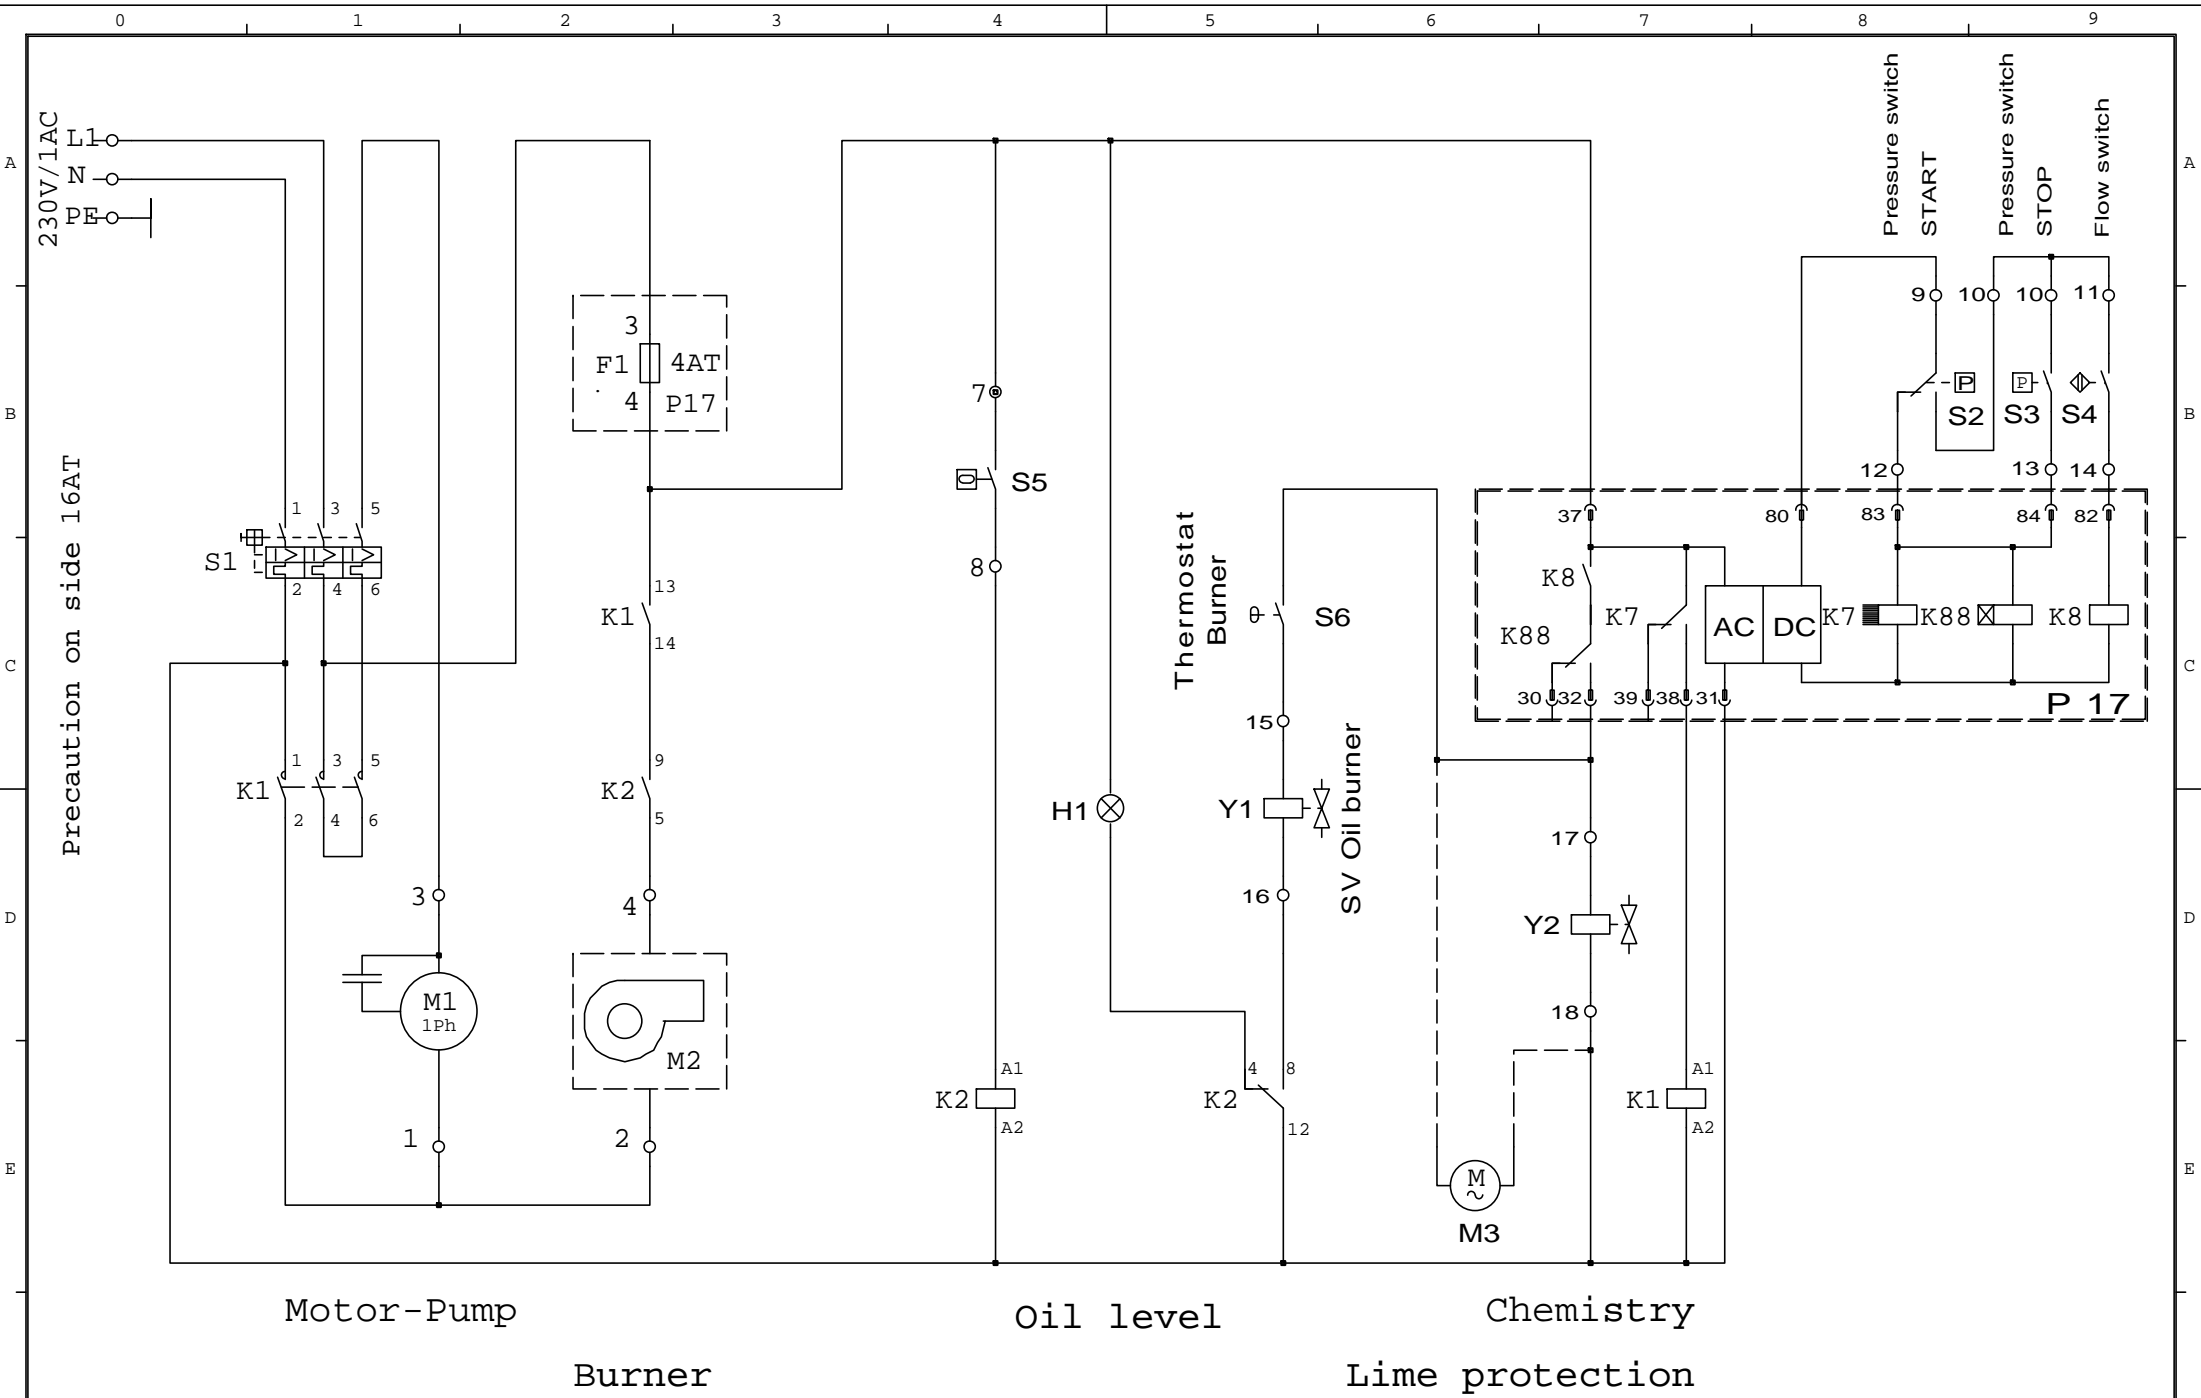 0 1 2 3 4 5 6 7 8 9
A
B
C
D
E
A
B
C
D
E
230V/1AC
L1
N
PE
Precaution on side 16AT
S1
1 3 5
2 4 6
K1
1 3 5
2 4 6
3
M1
1Ph
1
3
F1 4AT
4 P17
13
K1
14
9
K2
5
4
M2
2
7
S5
8
A1
K2
A2
H1
Thermostat
Burner
S6
15
Y1
SV Oil burner
16
4 8
K2
12
M
M3
37
K8
K88
K7
30 32 39 38 31
AC DC
17
Y2
18
A1
K1
A2
Pressure switch
START
Pressure switch
STOP
Flow switch
9 10 10 11
P
P
S2 S3 S4
12 13 14
80 83 84 82
K7 K88 K8
P 17
Motor-Pump
Oil level
Chemistry
Burner
Lime protection